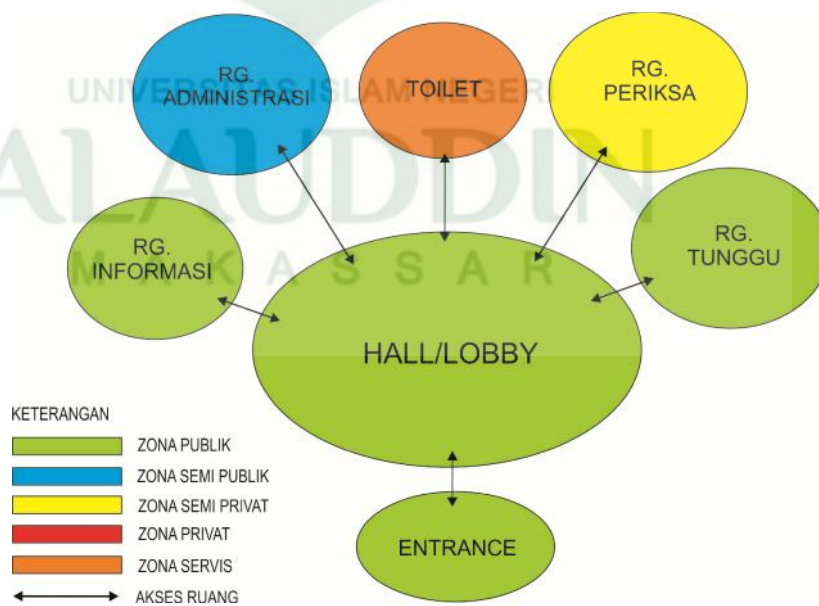 RG.
ADMINISTRASI
TOILET
RG.
PERIKSA
UNIVERSITAS ISLAM NEGERI
ALAUDDIN
MAKASSAR
RG.
INFORMASI
RG.
TUNGGU
HALL/LOBBY
ENTRANCE
KETERANGAN
ZONA PUBLIK
ZONA SEMI PUBLIK
ZONA SEMI PRIVAT
ZONA PRIVAT
ZONA SERVIS
AKSES RUANG